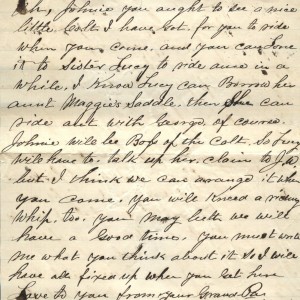 Oh, Johnie you aught to see a nice
little Colt I have got for you to ride
when you come, and you can lone
it to Sister Lucy to ride once in a
while. I Know Lucy can Borrow her
aunt Maggie's Saddle, then She can
ride out with George of course
Johnie will be Boss of the Colt. So Lucy
will have to talk up her claim to
but I think we can arrange it when
you come. You will Kneed a riding
Whip too. you May beth we will
have a Good time, you must write
me what you think about it so I will
have all fixed up when you Get here
Love to you from your Grand Pa